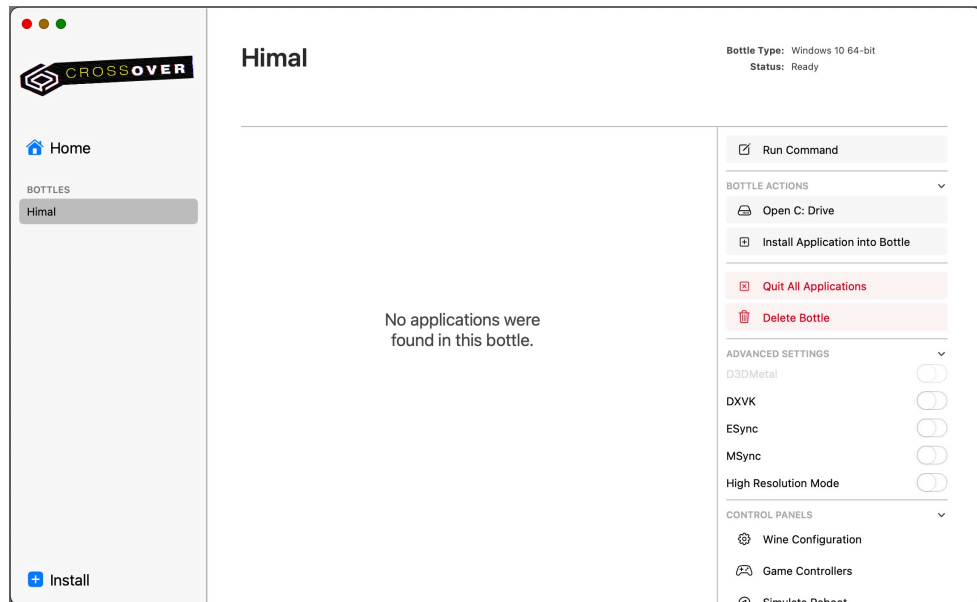 CROSSOVER
Home
BOTTLES
Himal
Install
Himal
Bottle Type: Windows 10 64-bit
Status: Ready
No applications were
found in this bottle.
Run Command
BOTTLE ACTIONS
Open C: Drive
Install Application into Bottle
Quit All Applications
Delete Bottle
ADVANCED SETTINGS
D3DMetal
DXVK
ESync
MSync
High Resolution Mode
CONTROL PANELS
Wine Configuration
Game Controllers
Simulate Reboot